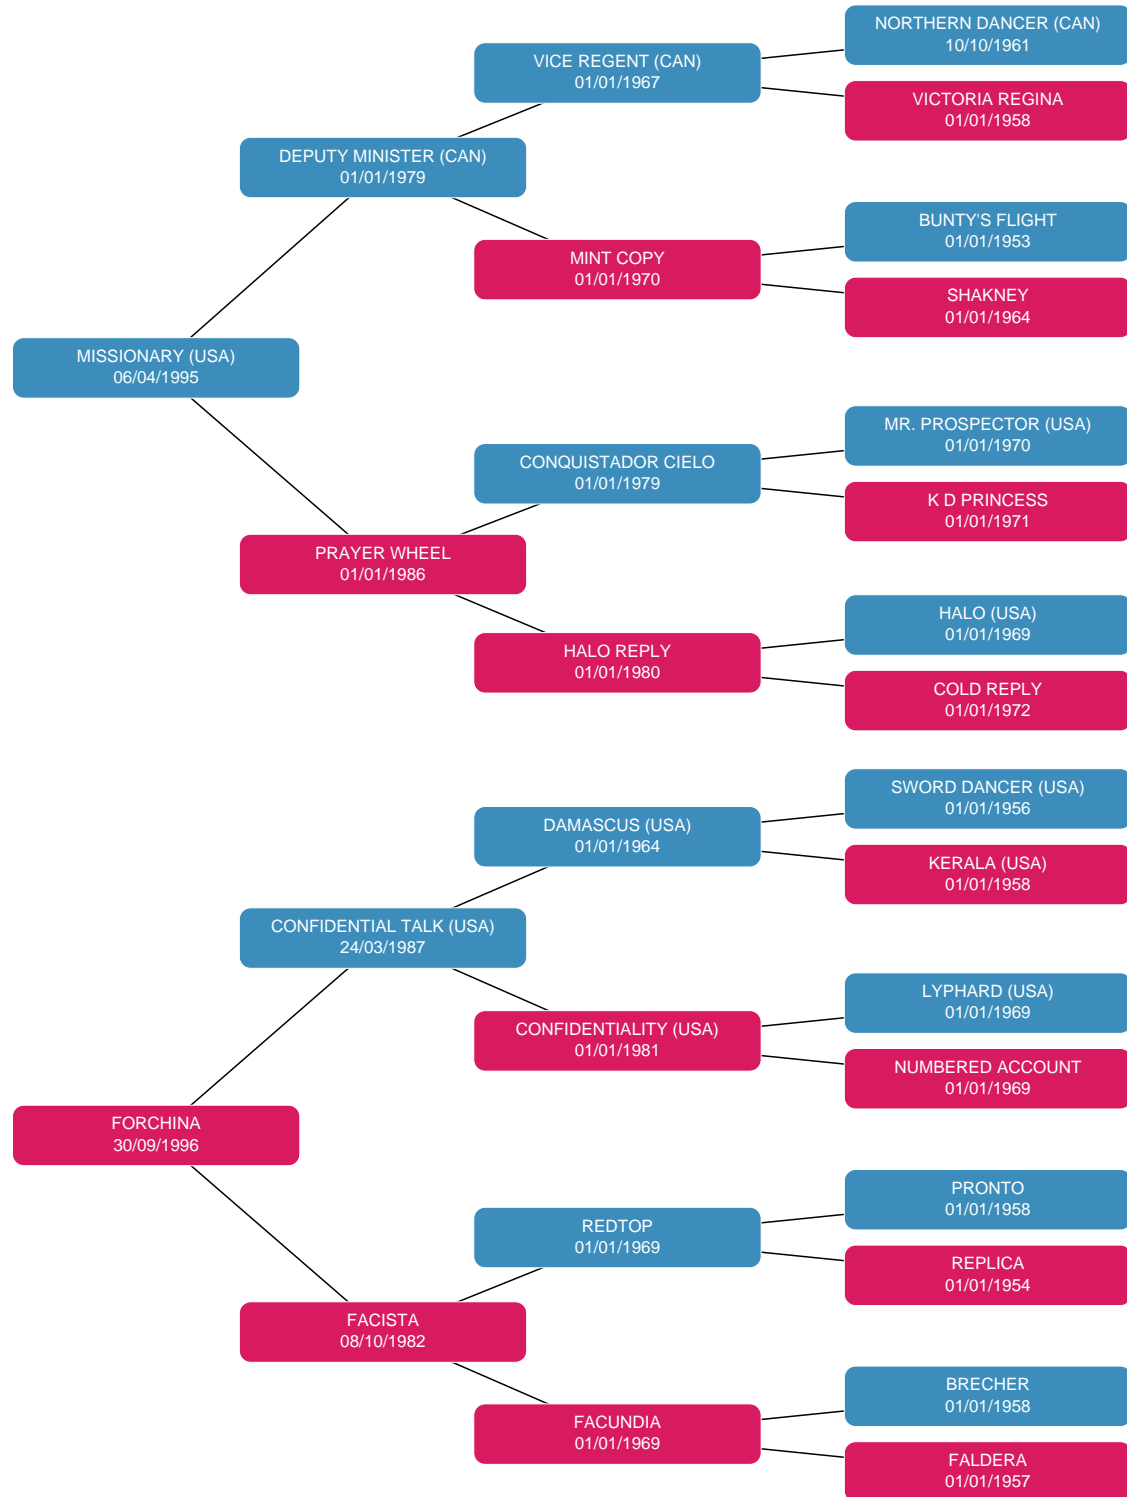 NORTHERN DANCER (CAN)
10/10/1961
VICE REGENT (CAN)
01/01/1967
VICTORIA REGINA
01/01/1958
DEPUTY MINISTER (CAN)
01/01/1979
BUNTY'S FLIGHT
01/01/1953
MINT COPY
01/01/1970
SHAKNEY
01/01/1964
MISSIONARY (USA)
06/04/1995
MR. PROSPECTOR (USA)
01/01/1970
CONQUISTADOR CIELO
01/01/1979
K D PRINCESS
01/01/1971
PRAYER WHEEL
01/01/1986
HALO (USA)
01/01/1969
HALO REPLY
01/01/1980
COLD REPLY
01/01/1972
SWORD DANCER (USA)
01/01/1956
DAMASCUS (USA)
01/01/1964
KERALA (USA)
01/01/1958
CONFIDENTIAL TALK (USA)
24/03/1987
LYPHARD (USA)
01/01/1969
CONFIDENTIALITY (USA)
01/01/1981
NUMBERED ACCOUNT
01/01/1969
FORCHINA
30/09/1996
PRONTO
01/01/1958
REDTOP
01/01/1969
REPLICA
01/01/1954
FACISTA
08/10/1982
BRECHER
01/01/1958
FACUNDIA
01/01/1969
FALDERA
01/01/1957